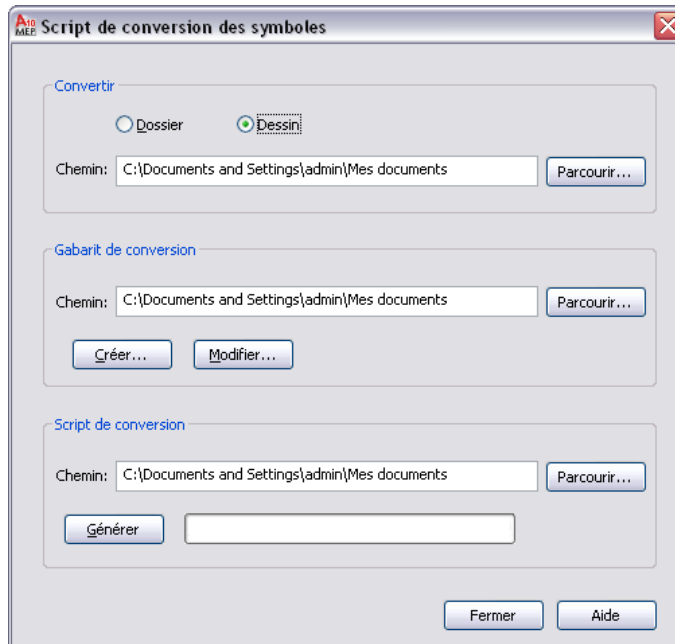 A10 MEP Script de conversion des symboles
Convertir
Dossier Dessin
Chemin: C:\Documents and Settings\admin\Mes documents Parcourir...
Gabarit de conversion
Chemin: C:\Documents and Settings\admin\Mes documents Parcourir...
Créer... Modifier...
Script de conversion
Chemin: C:\Documents and Settings\admin\Mes documents Parcourir...
Générer
Fermer Aide